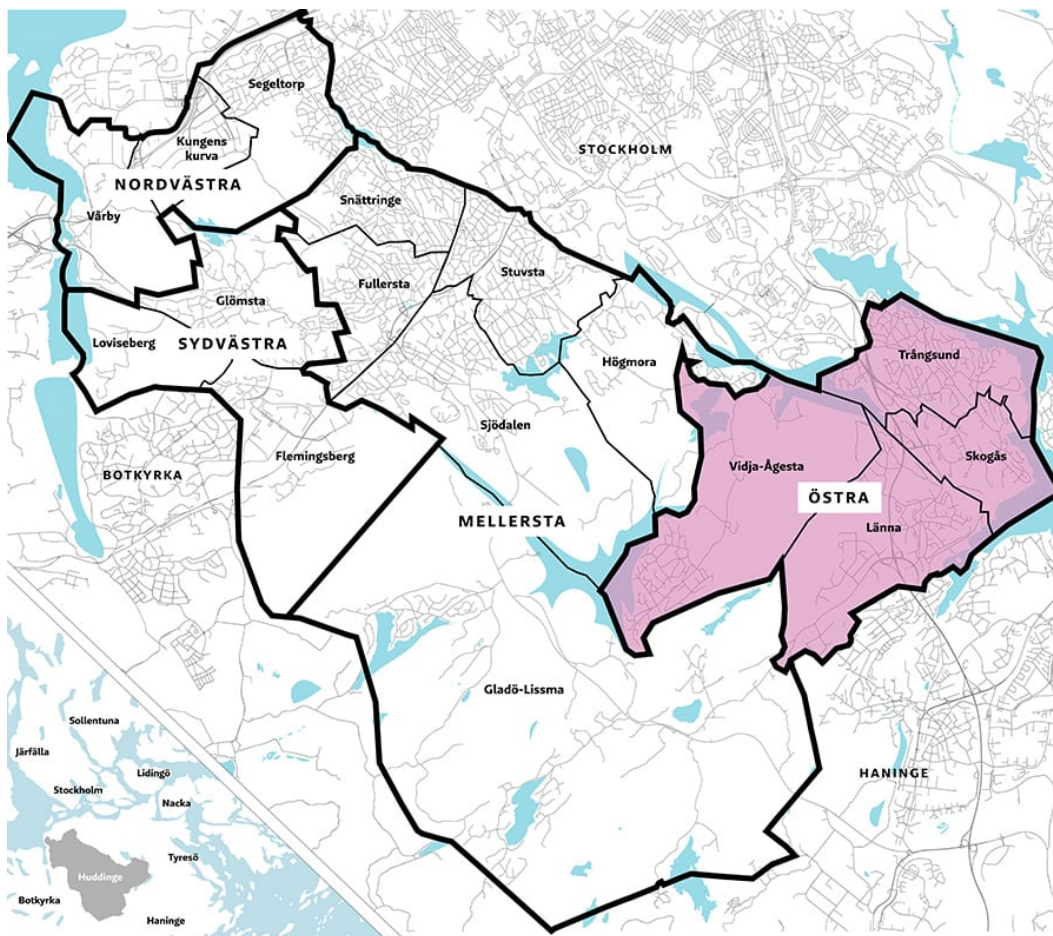 Segeltorp
Kungens
kurva
STOCKHOLM
NORDVÄSTRA
Snättringe
Vårby
Stuvsta
Fullersta
Glömsta
Loviseberg
SYDVÄSTRA
Högmora
Trångsund
Sjödalen
Skogås
Flemingsberg
Vidja-Ågesta
BOTKYRKA
ÖSTRA
MELLERSTA
Länna
Gladö-Lissma
HANINGE
Sollentuna
Järfälla
Lidingö
Stockholm
Nacka
Tyresö
Huddinge
Botkyrka
Haninge